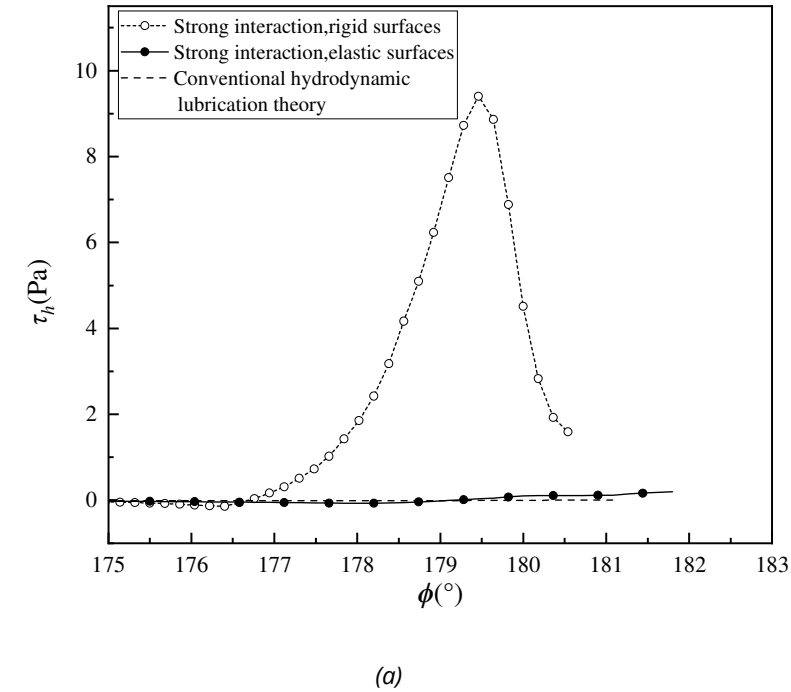 Strong interaction,rigid surfaces
Strong interaction,elastic surfaces
Conventional hydrodynamic
lubrication theory
10
8
6
4
2
0
τh(Pa)
175 176 177 178 179 180 181 182 183
ϕ(°)
(a)